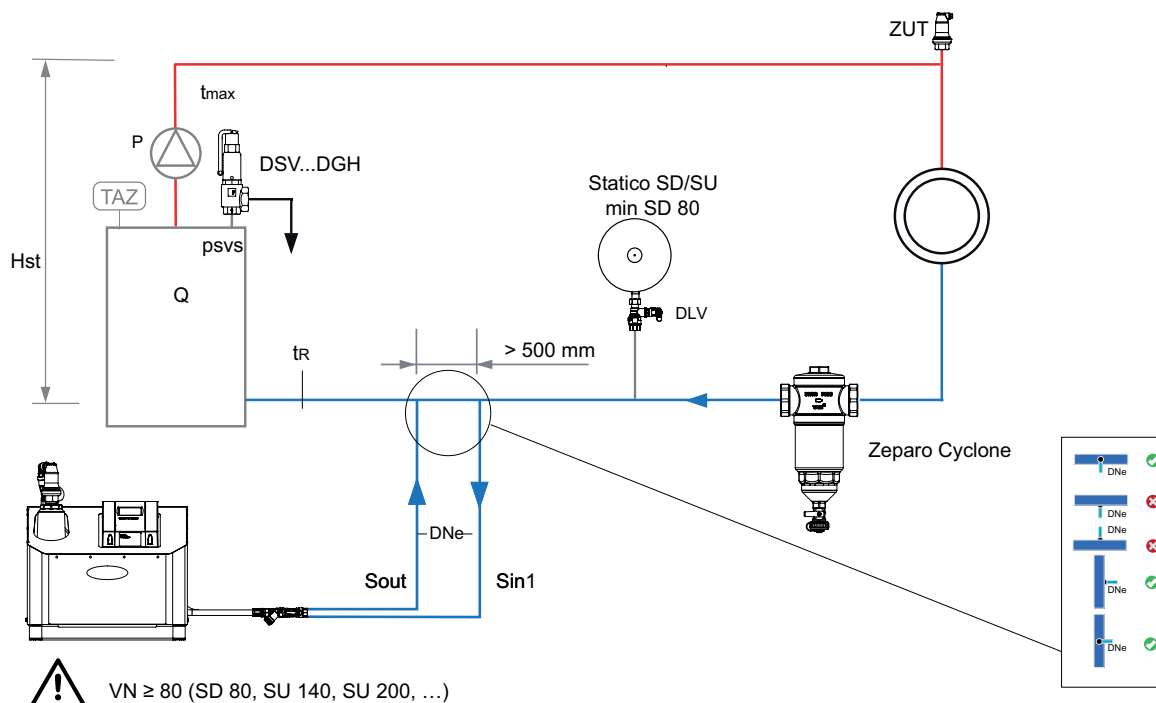 ZUT
tmax
P
DSV...DGH
TAZ
Statico SD/SU
min SD 80
psvs
Hst
Q
DLV
tR
> 500 mm
Zeparo Cyclone
DNe
DNe
DNe
DNe
DNe
DNe
Sout
Sin1
VN ≥ 80 (SD 80, SU 140, SU 200, …)